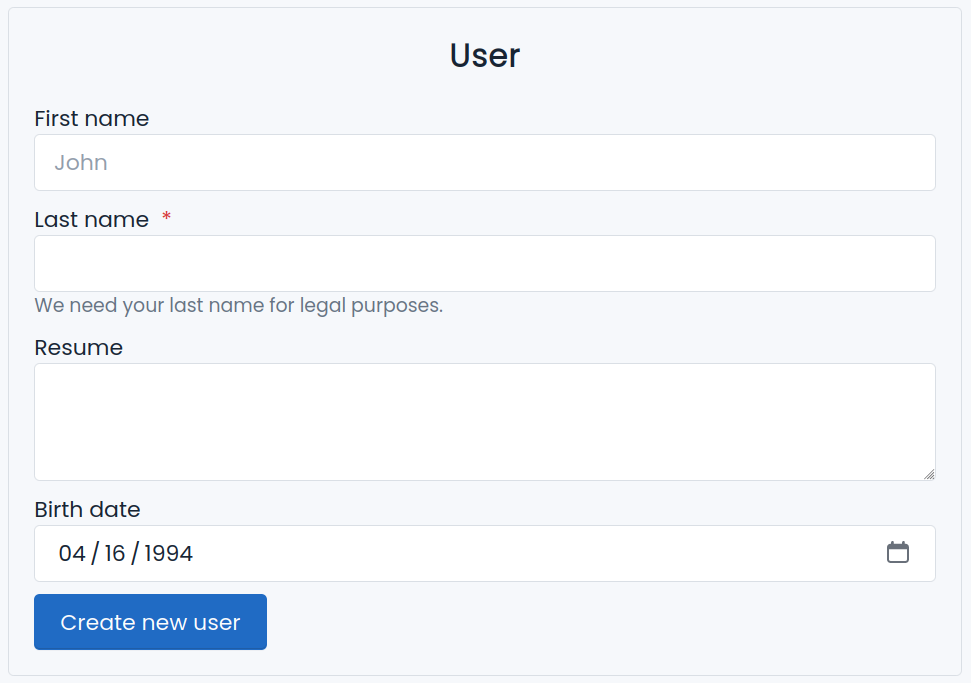 User
First name
John
Last name *
We need your last name for legal purposes.
Resume
Birth date
04 / 16 / 1994
Create new user